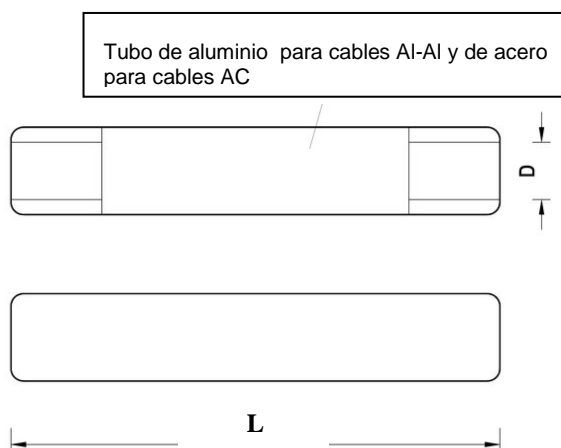 Tubo de aluminio para cables Al-Al y de acero
para cables AC
D
L